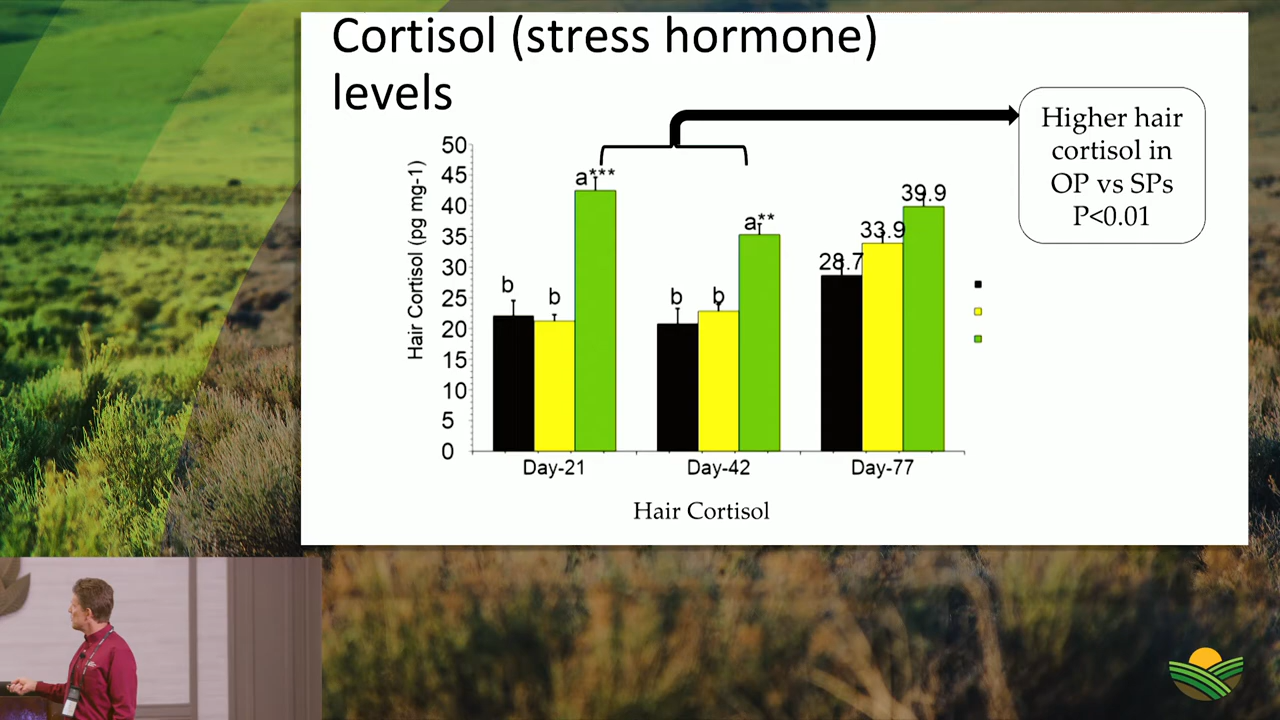 Cortisol (stress hormone)
levels
Higher hair
cortisol in
OP vs SPs
P<0.01
Hair Cortisol (pg mg-1)
50
45
40
35
30
25
20
15
10
5
0
b
b
a***
b
b
a**
28.7
33.9
39.9
Day-21
Day-42
Day-77
Hair Cortisol